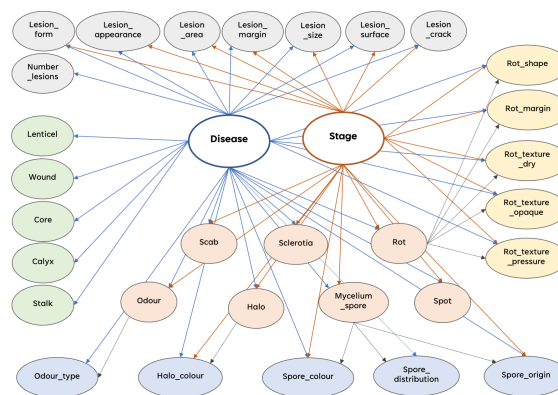 Lesion_
form
Lesion_
appearance
Lesion
_area
Lesion_
margin
Lesion
_size
Lesion
_surface
Lesion
_crack
Number
_lesions
Rot_shape
Rot_margin
Lenticel
Disease
Stage
Rot_texture
_dry
Wound
Rot_texture
_opaque
Core
Scab
Sclerotia
Rot
Rot_texture
_pressure
Calyx
Stalk
Odour
Halo
Mycelium
_spore
Spot
Odour_type
Halo_colour
Spore_colour
Spore_
distribution
Spore_origin